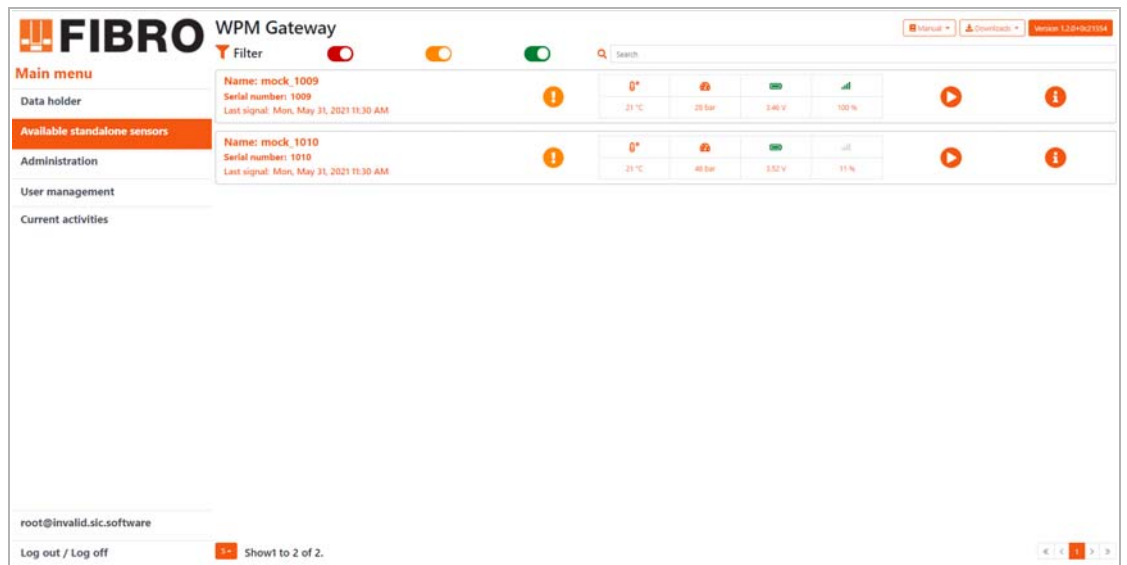 FIBRO
WPM Gateway
Manual
Downloads
Version 1.2.0+0c21554
Filter
Search
Main menu
Data holder
Available standalone sensors
Administration
User management
Current activities
Name: mock_1009
Serial number: 1009
Last signal: Mon, May 31, 2021 11:30 AM
21 °C
3.46 V
100 %
Name: mock_1010
Serial number: 1010
Last signal: Mon, May 31, 2021 11:30 AM
21 °C
40 bar
3.52 V
11 %
root@invalid.sic.software
Log out / Log off
5
Show1 to 2 of 2.
« ‹ 1 › »